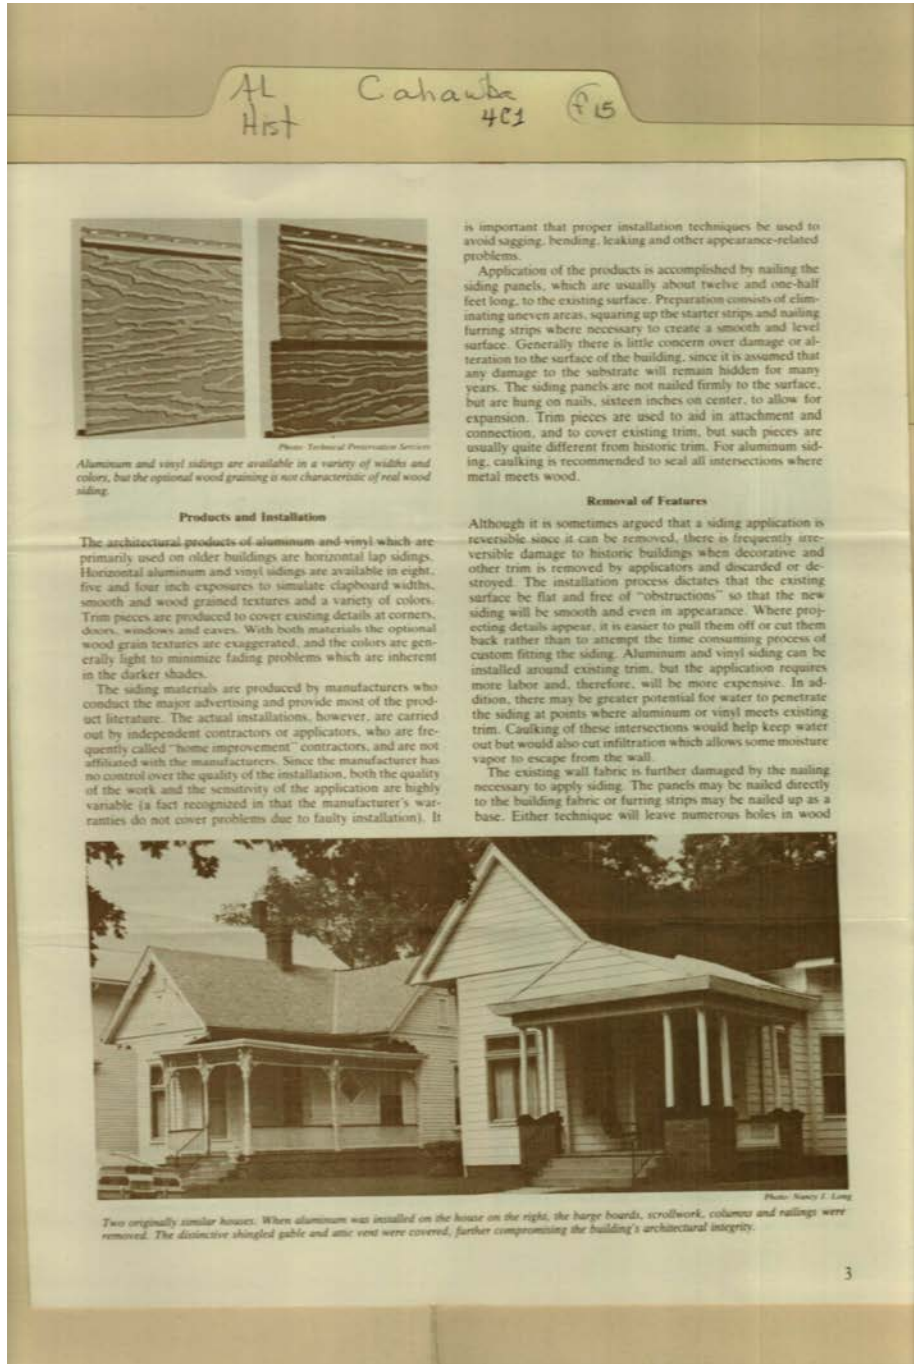 AL Cahawba
Hist 4C1 f 15
Photo: Technical Preservation Services
Aluminum and vinyl sidings are available in a variety of widths and
colors, but the optional wood graining is not characteristic of real wood
siding.
Products and Installation
The architectural products of aluminum and vinyl which are
primarily used on older buildings are horizontal lap sidings.
Horizontal aluminum and vinyl sidings are available in eight,
five and four inch exposures to simulate clapboard widths,
smooth and wood grained textures and a variety of colors.
Trim pieces are produced to cover existing details at corners,
doors, windows and eaves. With both materials the optional
wood grain textures are exaggerated, and the colors are gen-
erally light to minimize fading problems which are inherent
in the darker shades.
The siding materials are produced by manufacturers who
conduct the major advertising and provide most of the prod-
uct literature. The actual installations, however, are carried
out by independent contractors or applicators, who are fre-
quently called "home improvement" contractors, and are not
affiliated with the manufacturers. Since the manufacturer has
no control over the quality of the installation, both the quality
of the work and the sensitivity of the application are highly
variable (a fact recognized in that the manufacturer's war-
ranties do not cover problems due to faulty installation). It
is important that proper installation techniques be used to
avoid sagging, bending, leaking and other appearance-related
problems.
Application of the products is accomplished by nailing the
siding panels, which are usually about twelve and one-half
feet long, to the existing surface. Preparation consists of elim-
inating uneven areas, squaring up the starter strips and nailing
furring strips where necessary to create a smooth and level
surface. Generally there is little concern over damage or al-
teration to the surface of the building, since it is assumed that
any damage to the substrate will remain hidden for many
years. The siding panels are not nailed firmly to the surface,
but are hung on nails, sixteen inches on center, to allow for
expansion. Trim pieces are used to aid in attachment and
connection, and to cover existing trim, but such pieces are
usually quite different from historic trim. For aluminum sid-
ing, caulking is recommended to seal all intersections where
metal meets wood.
Removal of Features
Although it is sometimes argued that a siding application is
reversible since it can be removed, there is frequently irre-
versible damage to historic buildings when decorative and
other trim is removed by applicators and discarded or de-
stroyed. The installation process dictates that the existing
surface be flat and free of "obstructions" so that the new
siding will be smooth and even in appearance. Where proj-
ecting details appear, it is easier to pull them off or cut them
back rather than to attempt the time consuming process of
custom fitting the siding. Aluminum and vinyl siding can be
installed around existing trim, but the application requires
more labor and, therefore, will be more expensive. In ad-
dition, there may be greater potential for water to penetrate
the siding at points where aluminum or vinyl meets existing
trim. Caulking of these intersections would help keep water
out but would also cut infiltration which allows some moisture
vapor to escape from the wall.
The existing wall fabric is further damaged by the nailing
necessary to apply siding. The panels may be nailed directly
to the building fabric or furring strips may be nailed up as a
base. Either technique will leave numerous holes in wood
Photo: Nancy J. Long
Two originally similar houses. When aluminum was installed on the house on the right, the barge boards, scrollwork, columns and railings were
removed. The distinctive shingled gable and attic vent were covered, further compromising the building's architectural integrity.
3